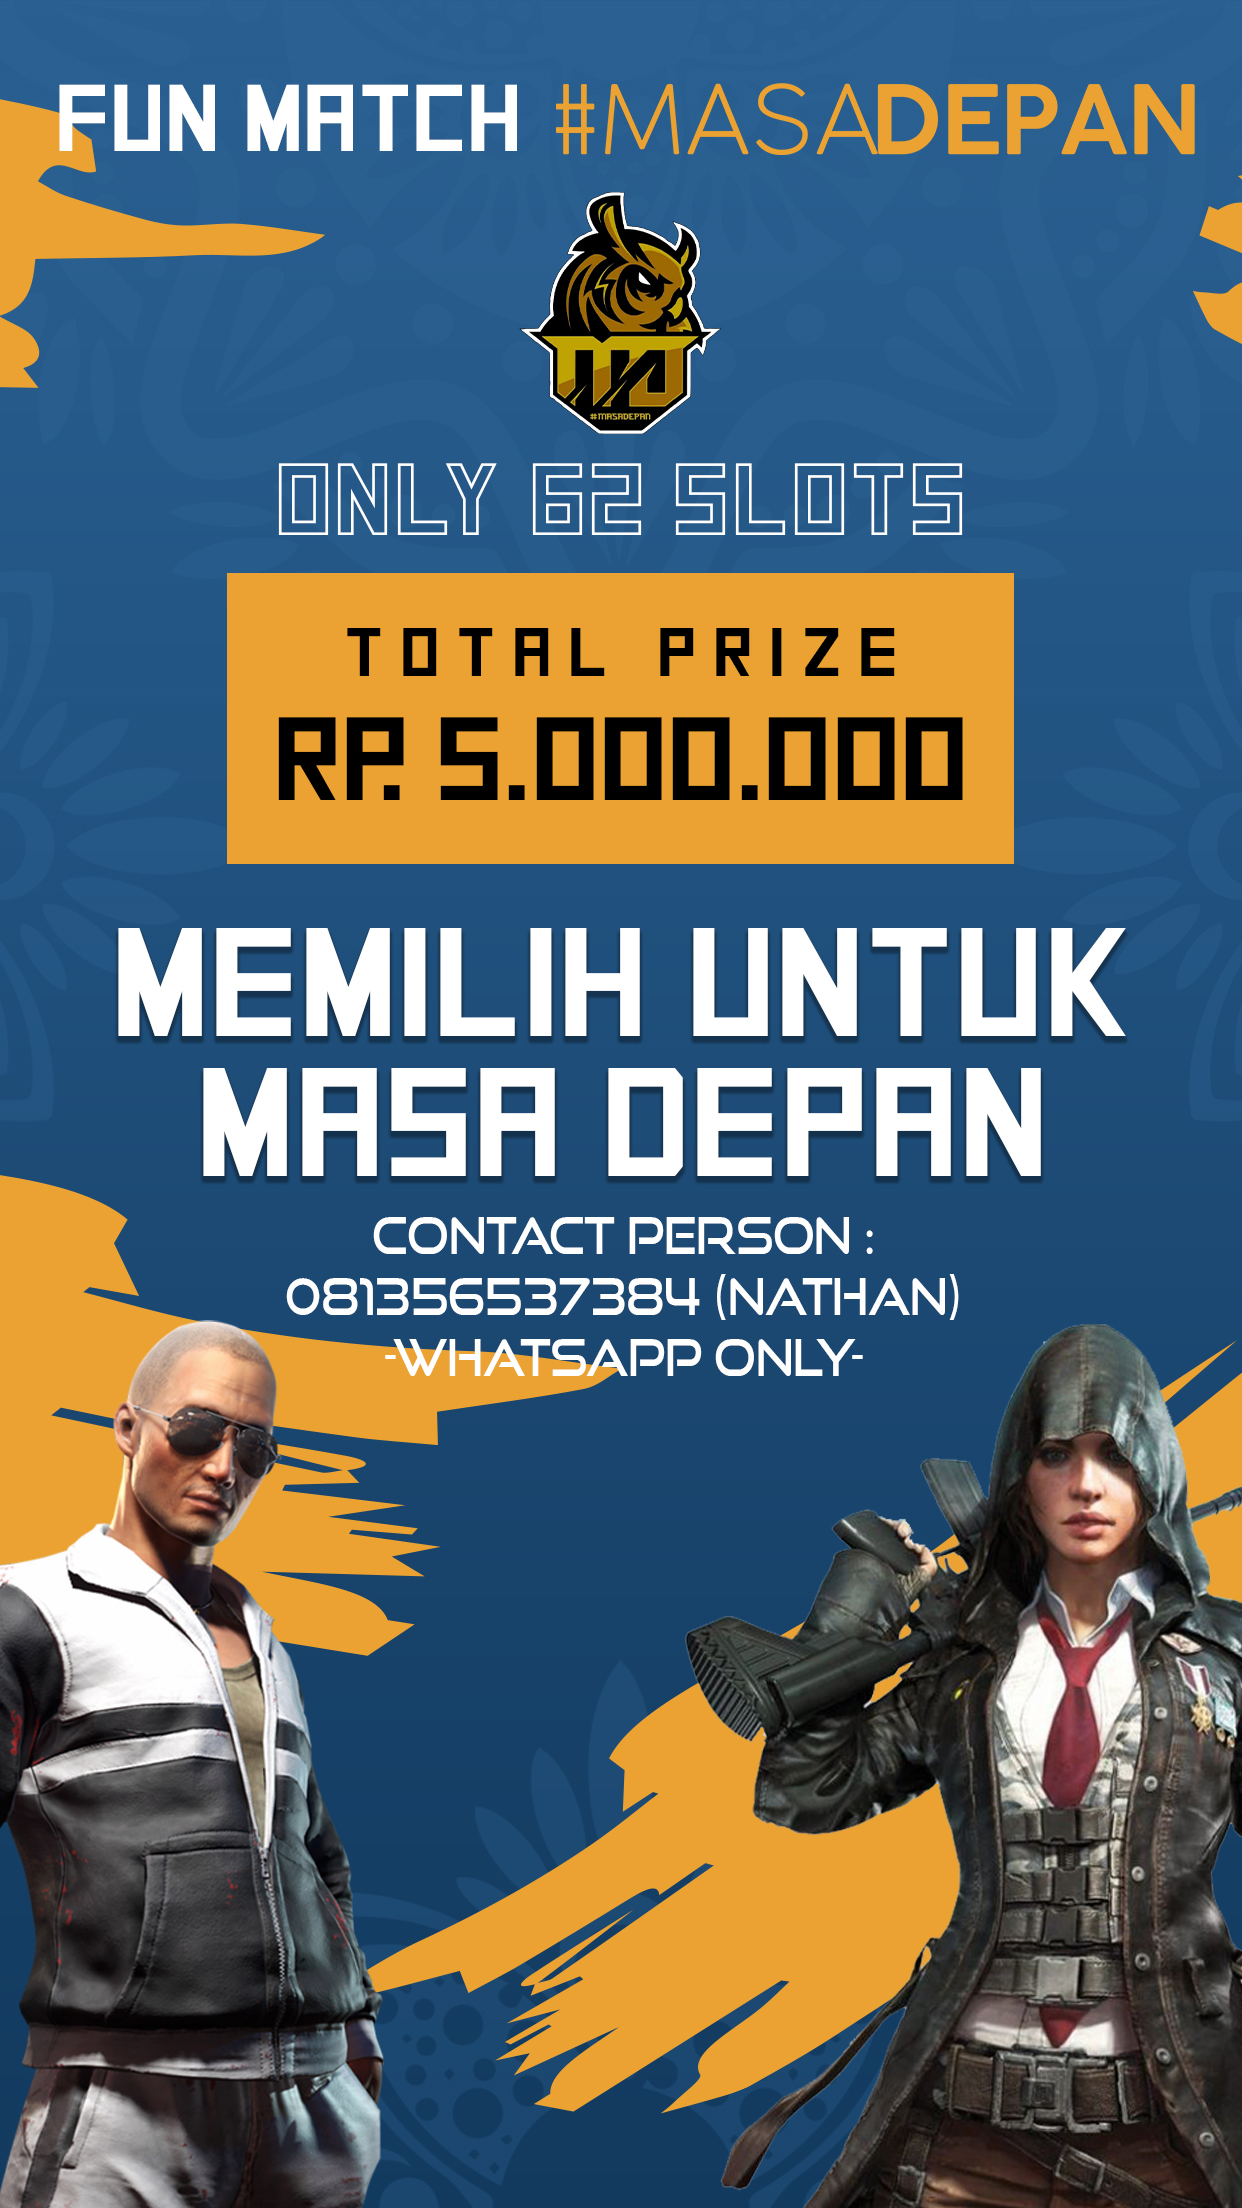 FUN MATCH #MASADEPAN
#MASADEPAN
ONLY 62 SLOTS
TOTAL PRIZE
RP. 5.000.000
MEMILIH UNTUK
MASA DEPAN
CONTACT PERSON :
081356537384 (NATHAN)
-WHATSAPP ONLY-